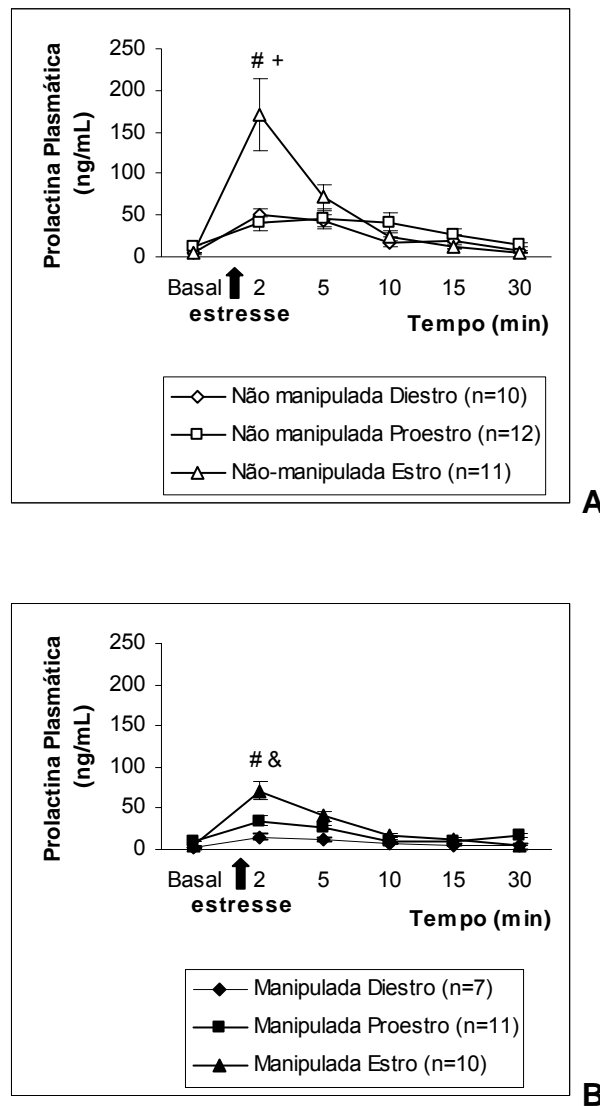 250
200
150
100
50
0
Prolactina Plasmática
(ng/mL)
# +
Basal 2 5 10 15 30
estresse
Tempo (min)
Não manipulada Diestro (n=10)
Não manipulada Proestro (n=12)
Não-manipulada Estro (n=11)
A
250
200
150
100
50
0
Prolactina Plasmática
(ng/mL)
# &
Basal 2 5 10 15 30
estresse
Tempo (min)
Manipulada Diestro (n=7)
Manipulada Proestro (n=11)
Manipulada Estro (n=10)
B